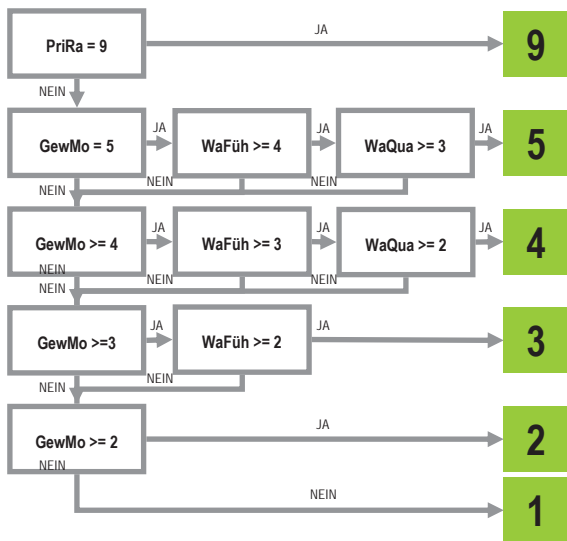 JA
PriRa = 9
9
NEIN
JA
JA
JA
GewMo = 5
WaFüh >= 4
WaQua >= 3
5
NEIN
NEIN
NEIN
JA
JA
JA
GewMo >= 4
WaFüh >= 3
WaQua >= 2
4
NEIN
NEIN
NEIN
NEIN
JA
JA
GewMo >=3
WaFüh >= 2
3
NEIN
NEIN
JA
GewMo >= 2
2
NEIN
NEIN
1